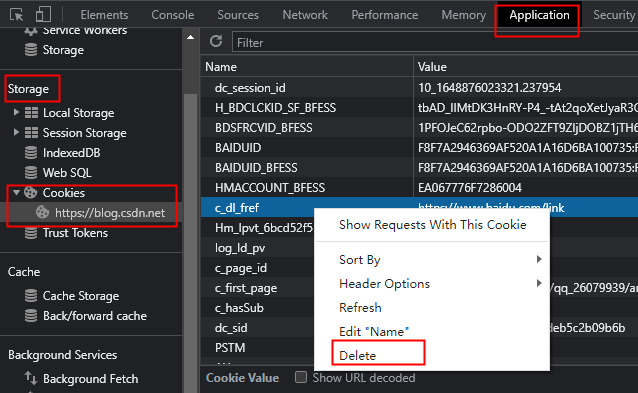 Elements Console Sources Network Performance Memory Application Security
Service Workers
Storage
Storage
Local Storage
Session Storage
IndexedDB
Web SQL
Cookies
https://blog.csdn.net
Trust Tokens
Cache
Cache Storage
Back/forward cache
Background Services
Background Fetch
Filter
Name Value
dc_session_id 10_1648876023321.237954
H_BDCLCKID_SF_BFESS tbAD_IIMtDK3HnRY-P4_-tAt2qoXetJyaR3C
BDSFRCVID_BFESS 1PFOJeC62rpbo-ODO2ZFT9ZIjDOBZ1jTH6
BAIDUID F8F7A2946369AF520A1A16D6BA100735:F
BAIDUID_BFESS F8F7A2946369AF520A1A16D6BA100735:F
HMACCOUNT_BFESS EA067776F7286004
c_dl_fref https://www.baidu.com/link
Hm_lpvt_6bcd52f5
log_Id_pv
c_page_id
c_first_page /qq_26079939/ar
c_hasSub
dc_sid deb5c2b09b6b
PSTM
Show Requests With This Cookie
Sort By
Header Options
Refresh
Edit "Name"
Delete
Cookie Value Show URL decoded